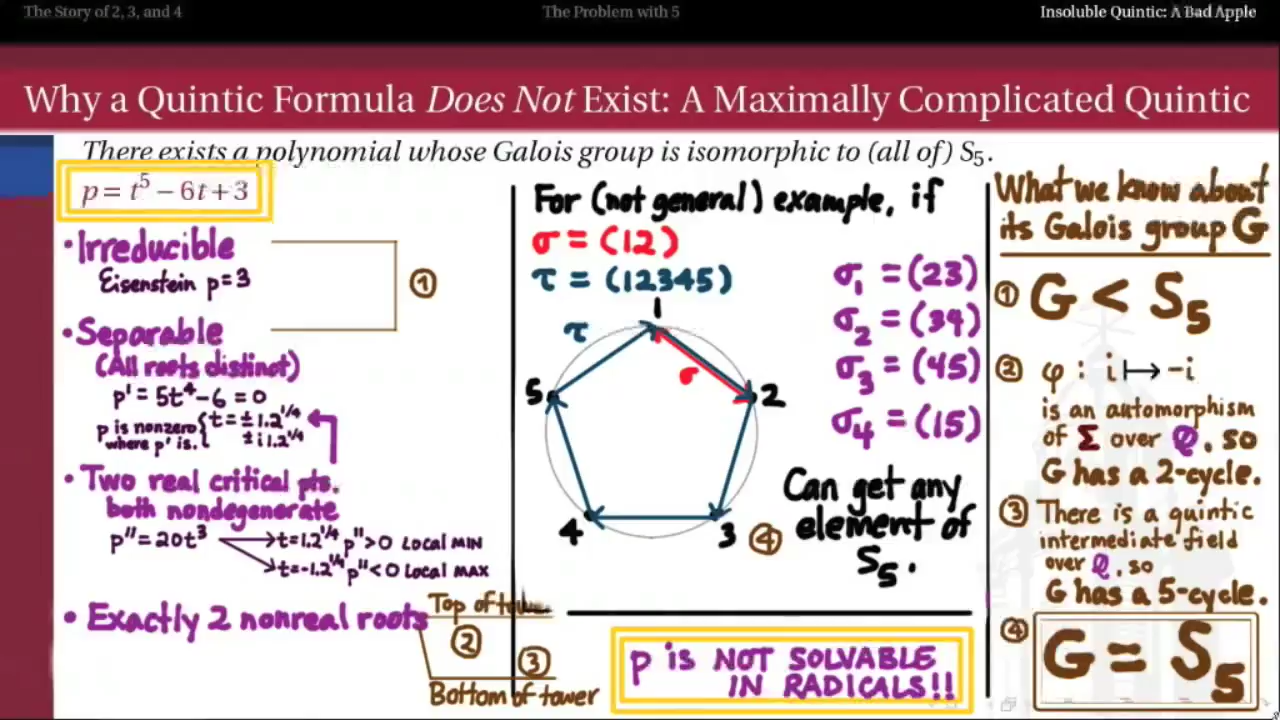 The Story of 2, 3, and 4
The Problem with 5
Insoluble Quintic: A Bad Apple
Why a Quintic Formula Does Not Exist: A Maximally Complicated Quintic
There exists a polynomial whose Galois group is isomorphic to (all of) S₅.
p = t⁵ − 6t + 3
• Irreducible
Eisenstein p=3
①
• Separable
(All roots distinct)
p' = 5t⁴ - 6 = 0
p is nonzero where p' is. { t = ± 1.2^¼
± i 1.2^¼
• Two real critical pts.
both nondegenerate
p" = 20t³
t=1.2^¼ p">0 Local MIN
t=-1.2^¼ p"<0 Local MAX
• Exactly 2 nonreal roots
Top of tower
②
③
Bottom of tower
For (not general) example, if
σ = (12)
τ = (12345)
1
τ
σ
5
2
4
3
σ₁ = (23)
σ₂ = (34)
σ₃ = (45)
σ₄ = (15)
Can get any
④ element of
S₅.
p is NOT SOLVABLE
IN RADICALS!!
What we know about
its Galois group G
① G < S₅
② φ : i ↦ -i
is an automorphism
of Σ over Q, so
G has a 2-cycle.
③ There is a quintic
intermediate field
over Q, so
G has a 5-cycle.
④ G = S₅